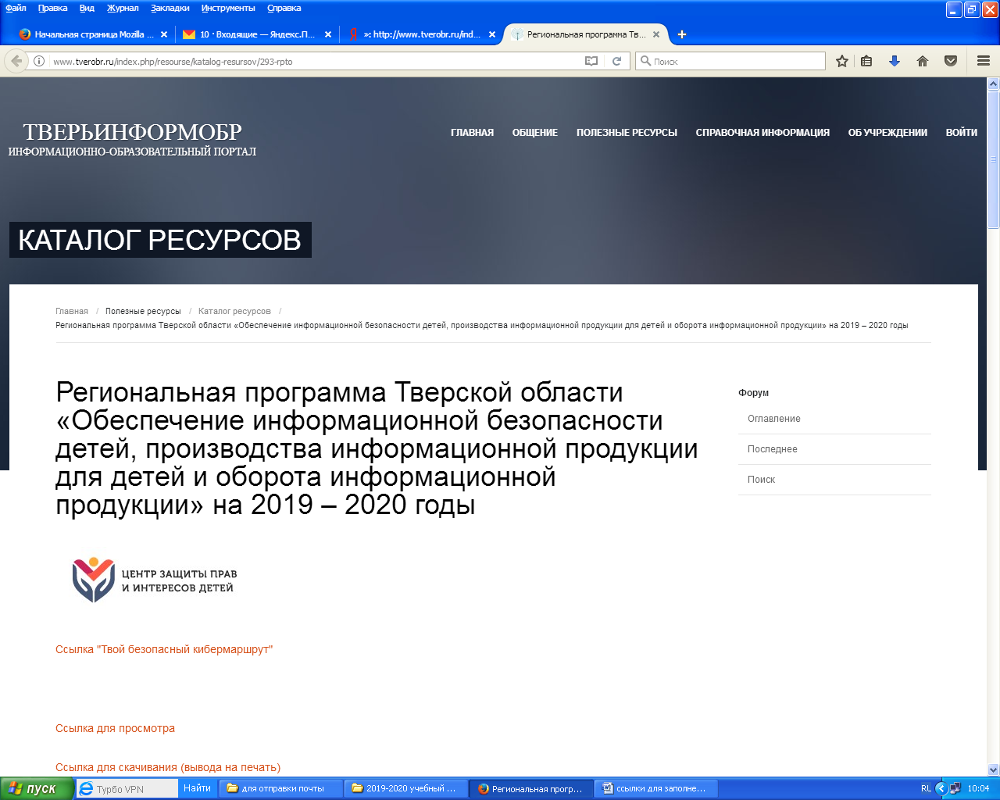 Файл Правка Вид Журнал Закладки Инструменты Справка
Начальная страница Mozilla ... 10 · Входящие — Яндекс.П... »: http://www.tverobr.ru/ind... Региональная программа Тв...
www.tverobr.ru/index.php/resourse/katalog-resursov/293-rpto Поиск
ТВЕРЬИНФОРМОБР
ИНФОРМАЦИОННО-ОБРАЗОВАТЕЛЬНЫЙ ПОРТАЛ
ГЛАВНАЯ ОБЩЕНИЕ ПОЛЕЗНЫЕ РЕСУРСЫ СПРАВОЧНАЯ ИНФОРМАЦИЯ ОБ УЧРЕЖДЕНИИ ВОЙТИ
КАТАЛОГ РЕСУРСОВ
Главная / Полезные ресурсы / Каталог ресурсов /
Региональная программа Тверской области «Обеспечение информационной безопасности детей, производства информационной продукции для детей и оборота информационной продукции» на 2019 – 2020 годы
Региональная программа Тверской области
«Обеспечение информационной безопасности
детей, производства информационной продукции
для детей и оборота информационной
продукции» на 2019 – 2020 годы
Форум
Оглавление
Последнее
Поиск
ЦЕНТР ЗАЩИТЫ ПРАВ
И ИНТЕРЕСОВ ДЕТЕЙ
Ссылка "Твой безопасный кибермаршрут"
Ссылка для просмотра
Ссылка для скачивания (вывода на печать)
пуск Турбо VPN Найти для отправки почты 2019-2020 учебный ... Региональная прогр... ссылки для заполне... RU 10:04